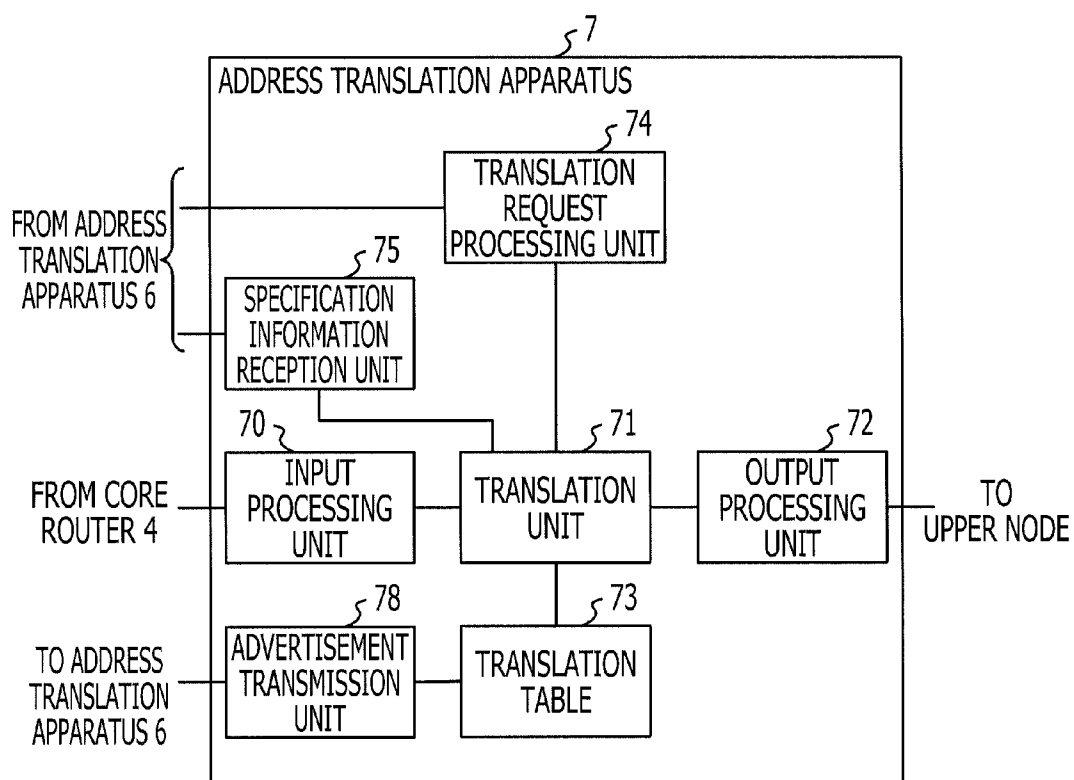 7
ADDRESS TRANSLATION APPARATUS
74
TRANSLATION
REQUEST
PROCESSING UNIT
FROM ADDRESS
TRANSLATION
APPARATUS 6
75
SPECIFICATION
INFORMATION
RECEPTION UNIT
70
INPUT
PROCESSING
UNIT
71
TRANSLATION
UNIT
72
OUTPUT
PROCESSING
UNIT
FROM CORE
ROUTER 4
TO
UPPER NODE
78
ADVERTISEMENT
TRANSMISSION
UNIT
73
TRANSLATION
TABLE
TO ADDRESS
TRANSLATION
APPARATUS 6